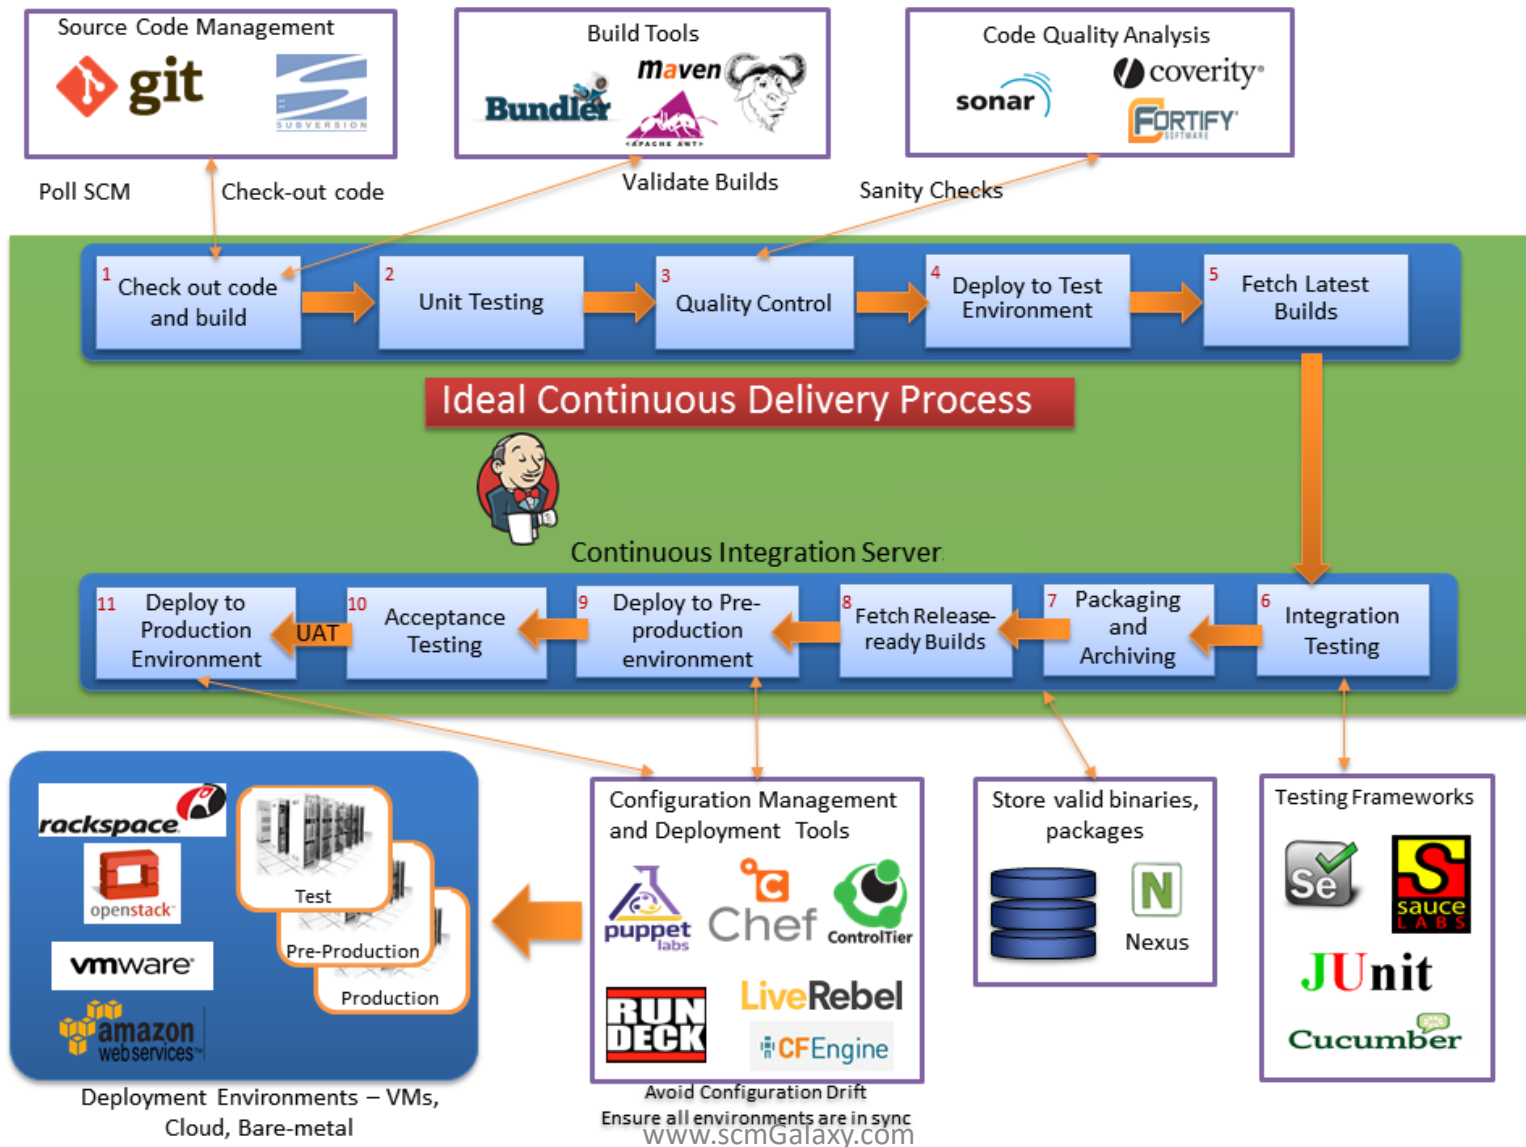 Source Code Management
git
SUBVERSION
Build Tools
maven
Bundler
<APACHE ANT>
Code Quality Analysis
coverity®
sonar
FORTIFY®
SOFTWARE
Poll SCM
Check-out code
Validate Builds
Sanity Checks
1
Check out code
and build
2
Unit Testing
3
Quality Control
4
Deploy to Test
Environment
5
Fetch Latest
Builds
Ideal Continuous Delivery Process
Continuous Integration Server
11
Deploy to
Production
Environment
UAT
10
Acceptance
Testing
9
Deploy to Pre-
production
environment
8
Fetch Release-
ready Builds
7
Packaging
and
Archiving
6
Integration
Testing
rackspace
openstack™
vmware®
amazon
webservices™
Test
Pre-Production
Production
Deployment Environments – VMs,
Cloud, Bare-metal
Configuration Management
and Deployment Tools
puppet
labs
Chef
ControlTier
RUN
DECK
LiveRebel
CFEngine
Avoid Configuration Drift
Ensure all environments are in sync
www.scmGalaxy.com
Store valid binaries,
packages
N
Nexus
Testing Frameworks
Se
S
sauce
LABS
JUnit
Cucumber